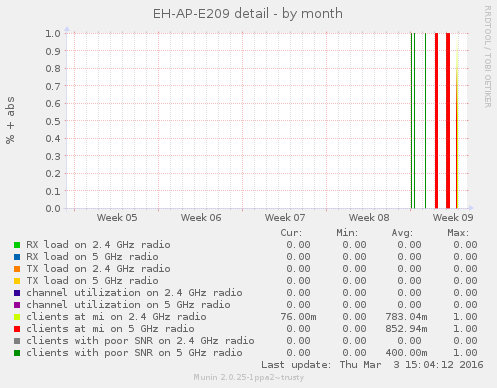 EH-AP-E209 detail - by month
RRDTOOL / TOBI OETIKER
% + abs
1.0
0.9
0.8
0.7
0.6
0.5
0.4
0.3
0.2
0.1
0.0
Week 05 Week 06 Week 07 Week 08 Week 09
Cur: Min: Avg: Max:
RX load on 2.4 GHz radio 0.00 0.00 0.00 0.00
RX load on 5 GHz radio 0.00 0.00 0.00 0.00
TX load on 2.4 GHz radio 0.00 0.00 0.00 0.00
TX load on 5 GHz radio 0.00 0.00 0.00 0.00
channel utilization on 2.4 GHz radio 0.00 0.00 0.00 0.00
channel utilization on 5 GHz radio 0.00 0.00 0.00 0.00
clients at mi on 2.4 GHz radio 76.00m 0.00 783.04m 1.00
clients at mi on 5 GHz radio 0.00 0.00 852.94m 1.00
clients with poor SNR on 2.4 GHz radio 0.00 0.00 0.00 0.00
clients with poor SNR on 5 GHz radio 0.00 0.00 400.00m 1.00
Last update: Thu Mar 3 15:04:12 2016
Munin 2.0.25-1ppa2~trusty